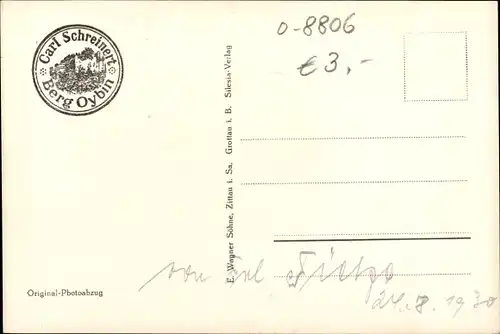 Carl Schreinert
Berg Oybin
0-8806
€ 3,-
E. Wagner Söhne, Zittau i. Sa. Grottau i. B. Silesia-Verlag
von
24.8.1930
Original-Photoabzug